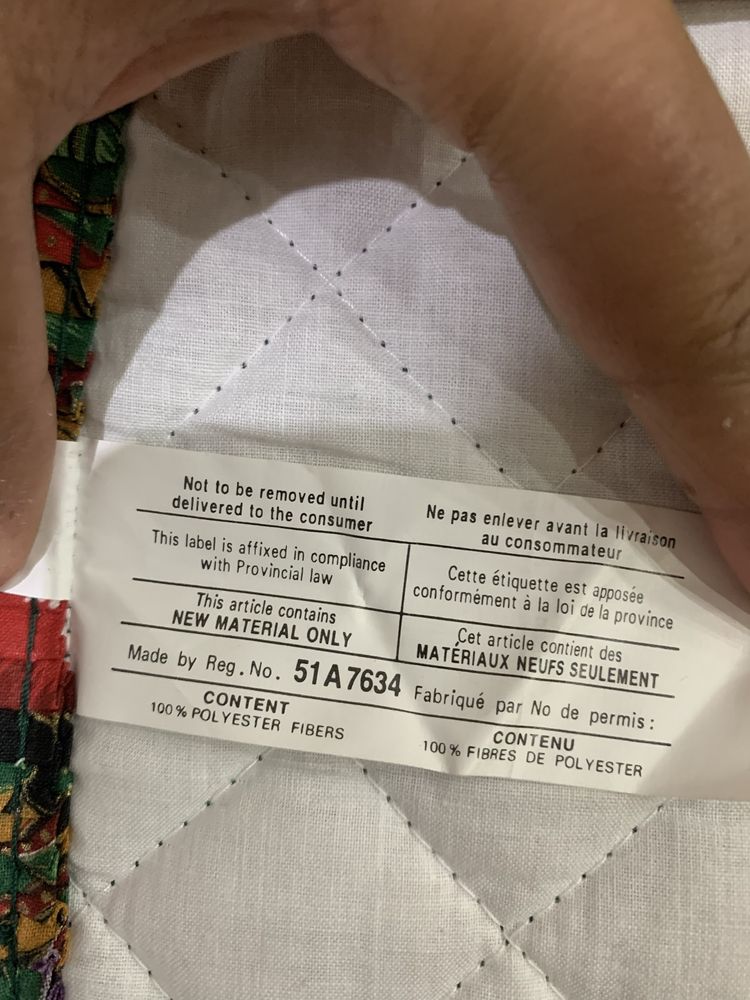 Not to be removed until
delivered to the consumer
Ne pas enlever avant la livraison
au consommateur
This label is affixed in compliance
with Provincial law
Cette étiquette est apposée
conformément à la loi de la province
This article contains
NEW MATERIAL ONLY
Cet article contient des
MATÉRIAUX NEUFS SEULEMENT
Made by Reg. No. 51A7634 Fabriqué par No de permis:
CONTENT
100% POLYESTER FIBERS
CONTENU
100% FIBRES DE POLYESTER